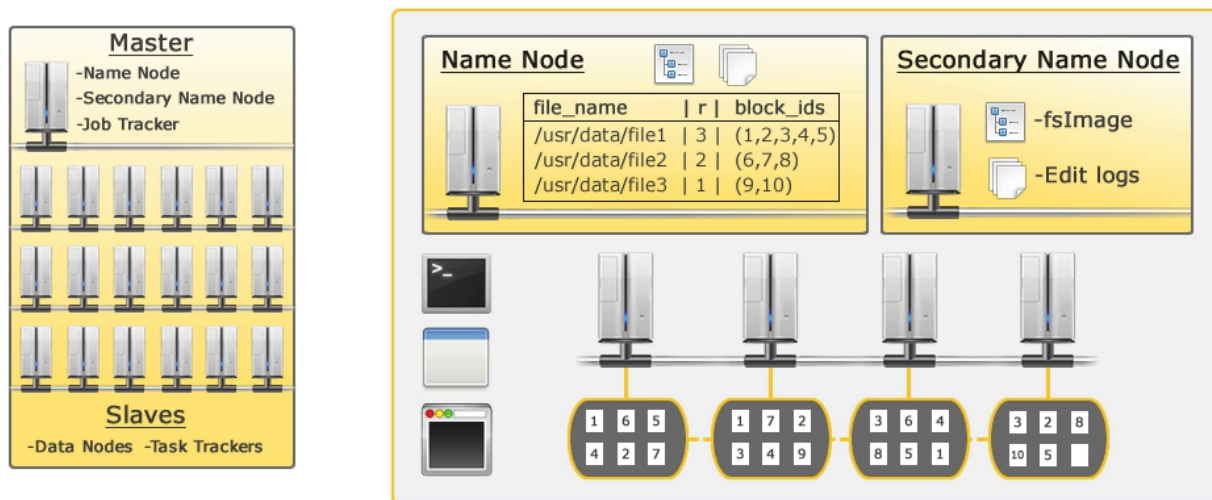 Master
-Name Node
-Secondary Name Node
-Job Tracker
Slaves
-Data Nodes -Task Trackers
Name Node
file_name | r | block_ids
/usr/data/file1 | 3 | (1,2,3,4,5)
/usr/data/file2 | 2 | (6,7,8)
/usr/data/file3 | 1 | (9,10)
Secondary Name Node
-fsImage
-Edit logs
>_
1 6 5
4 2 7
1 7 2
3 4 9
3 6 4
8 5 1
3 2 8
10 5